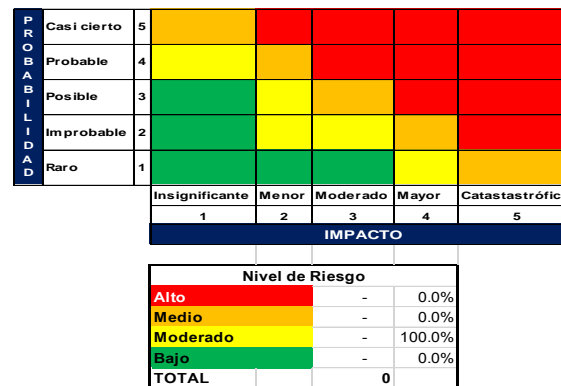 PROBABILIDAD
Casi cierto 5
Probable 4
Posible 3
Improbable 2
Raro 1
Insignificante Menor Moderado Mayor Catastastrófic
1 2 3 4 5
IMPACTO
Nivel de Riesgo
Alto - 0.0%
Medio - 0.0%
Moderado - 100.0%
Bajo - 0.0%
TOTAL 0